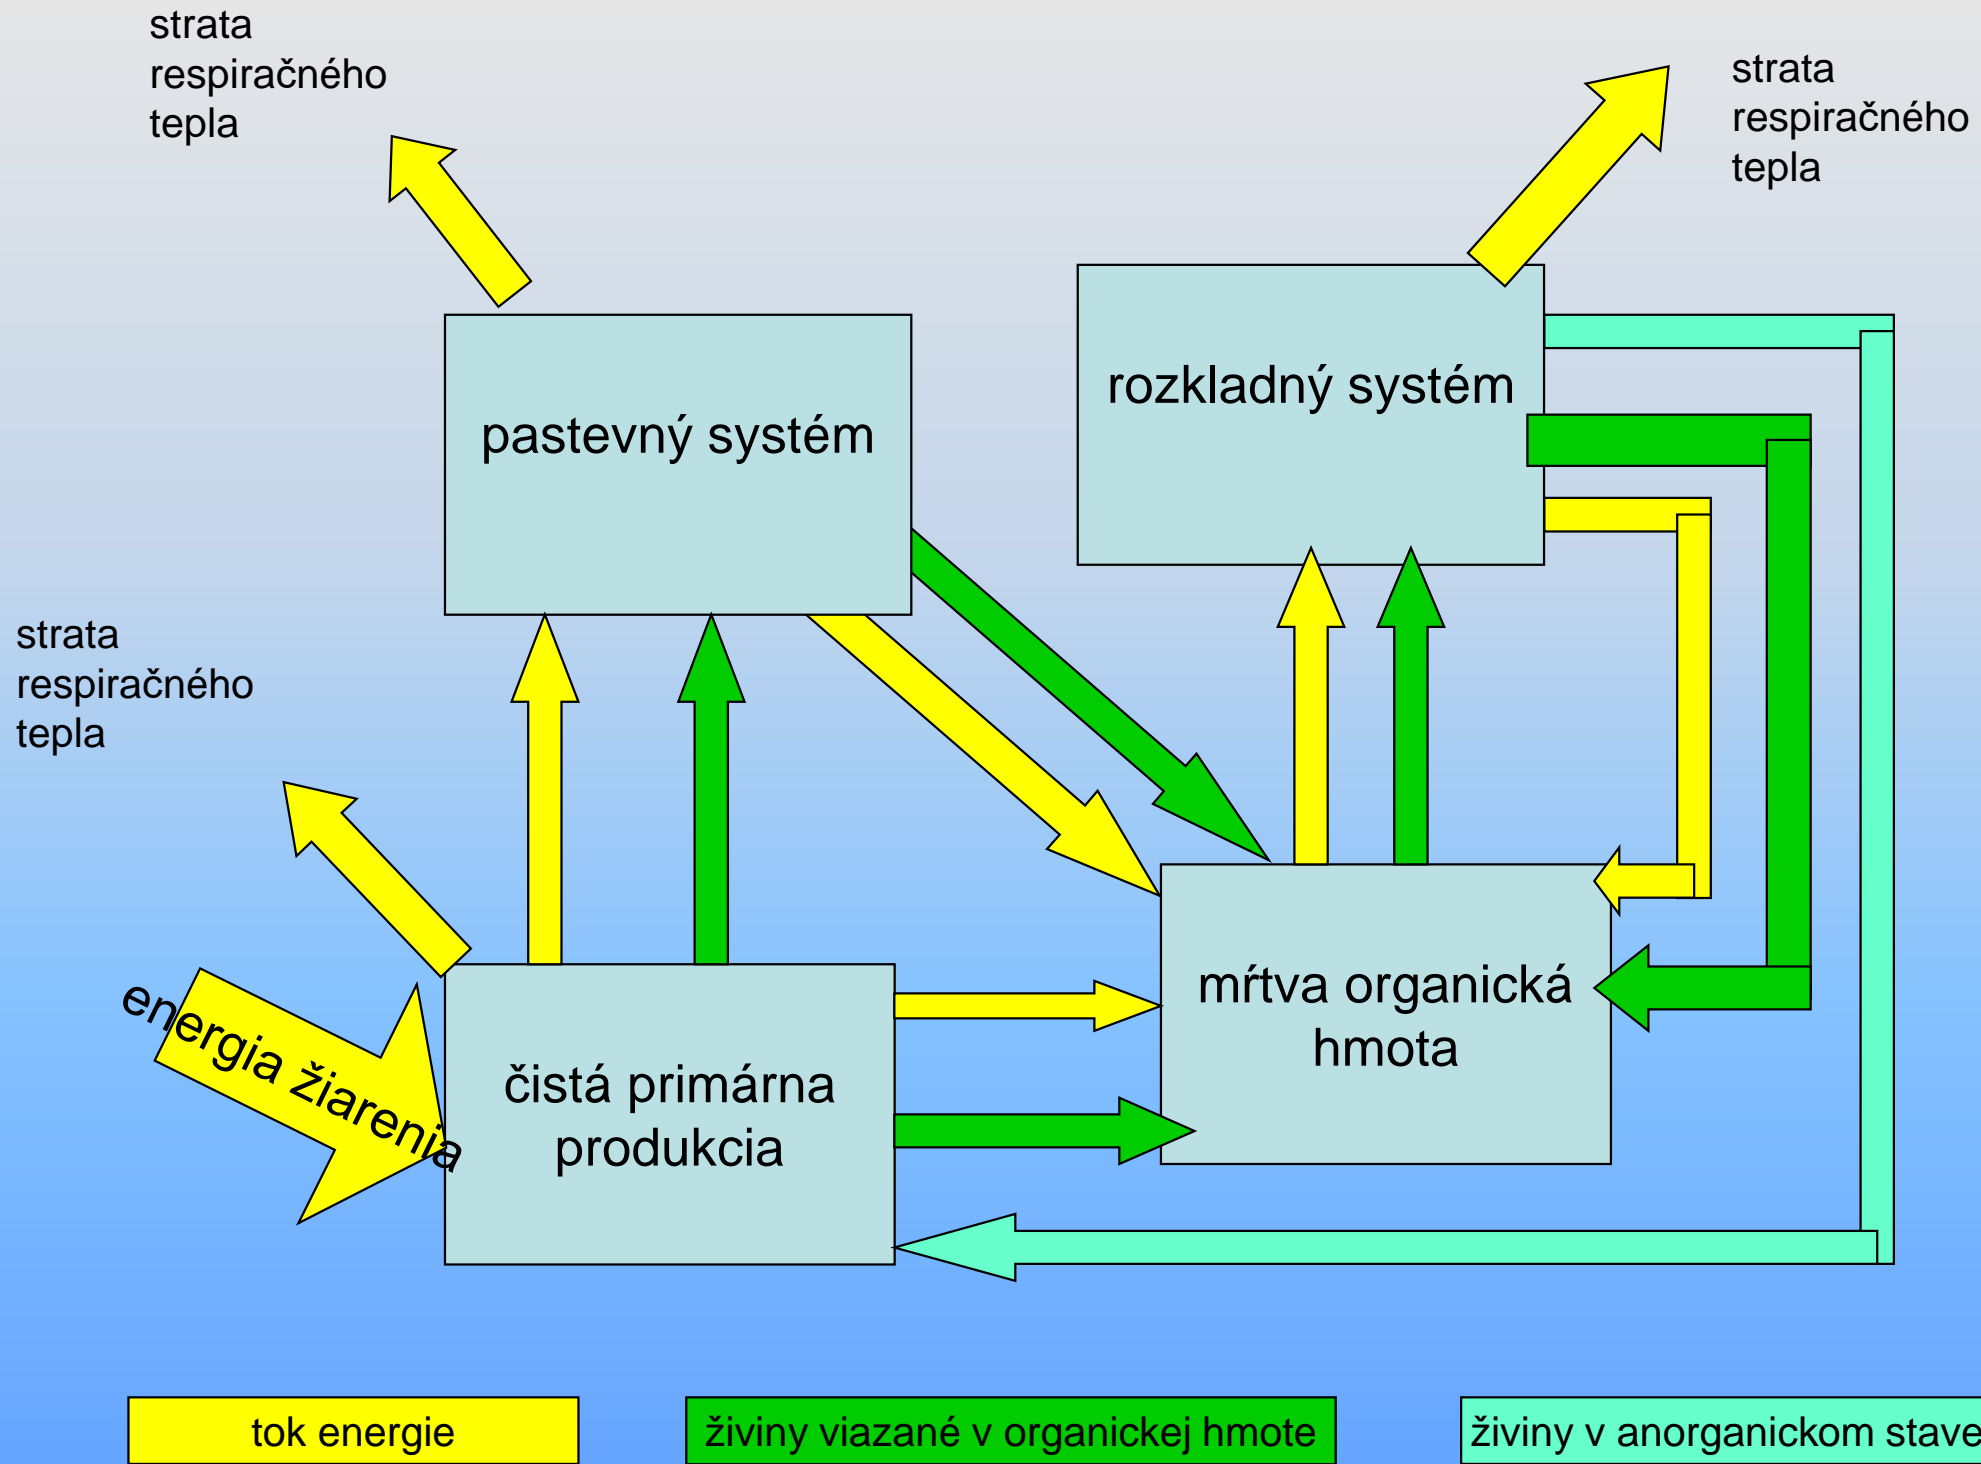 strata
respiračného
tepla
strata
respiračného
tepla
rozkladný systém
pastevný systém
strata
respiračného
tepla
energia žiarenia
mŕtva organická
hmota
čistá primárna
produkcia
tok energie
živiny viazané v organickej hmote
živiny v anorganickom stave